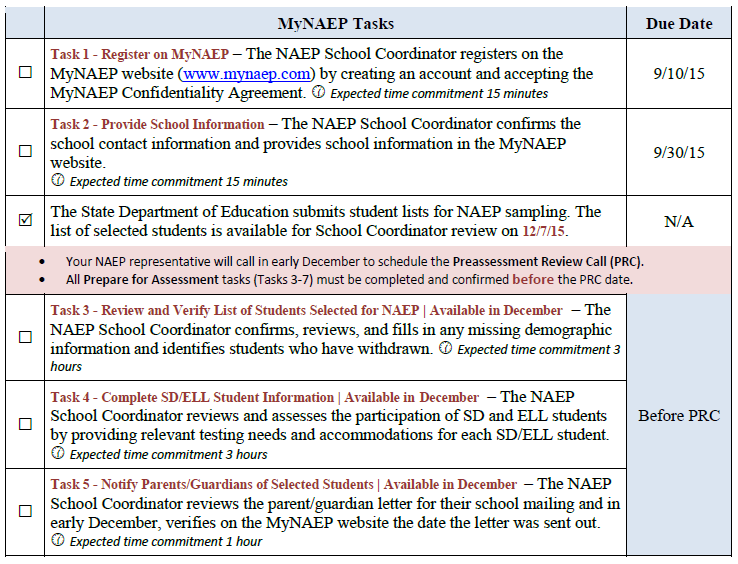 MyNAEP Tasks
Due Date
☐
Task 1 - Register on MyNAEP – The NAEP School Coordinator registers on the
MyNAEP website (www.mynaep.com) by creating an account and accepting the
MyNAEP Confidentiality Agreement. Expected time commitment 15 minutes
9/10/15
☐
Task 2 - Provide School Information – The NAEP School Coordinator confirms the
school contact information and provides school information in the MyNAEP
website.
Expected time commitment 15 minutes
9/30/15
☑
The State Department of Education submits student lists for NAEP sampling. The
list of selected students is available for School Coordinator review on 12/7/15.
N/A
• Your NAEP representative will call in early December to schedule the Preassessment Review Call (PRC).
• All Prepare for Assessment tasks (Tasks 3-7) must be completed and confirmed before the PRC date.
☐
Task 3 - Review and Verify List of Students Selected for NAEP | Available in December – The
NAEP School Coordinator confirms, reviews, and fills in any missing demographic
information and identifies students who have withdrawn. Expected time commitment 3
hours
☐
Task 4 - Complete SD/ELL Student Information | Available in December – The NAEP
School Coordinator reviews and assesses the participation of SD and ELL students
by providing relevant testing needs and accommodations for each SD/ELL student.
Expected time commitment 3 hours
Before PRC
☐
Task 5 - Notify Parents/Guardians of Selected Students | Available in December – The NAEP
School Coordinator reviews the parent/guardian letter for their school mailing and in
early December, verifies on the MyNAEP website the date the letter was sent out.
Expected time commitment 1 hour